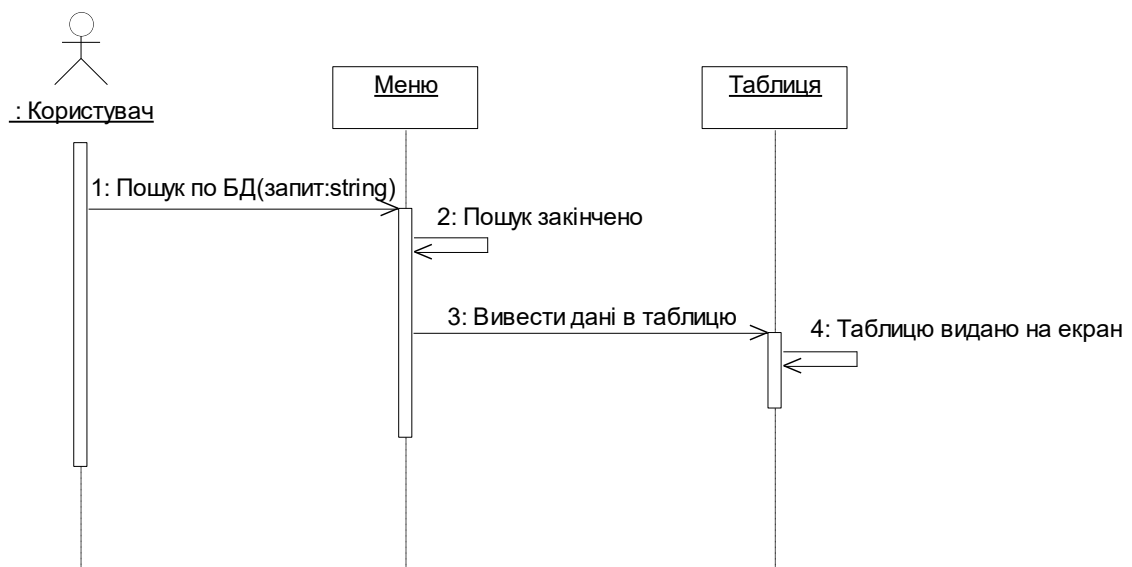 : Користувач
Меню
Таблиця
1: Пошук по БД(запит:string)
2: Пошук закінчено
3: Вивести дані в таблицю
4: Таблицю видано на екран